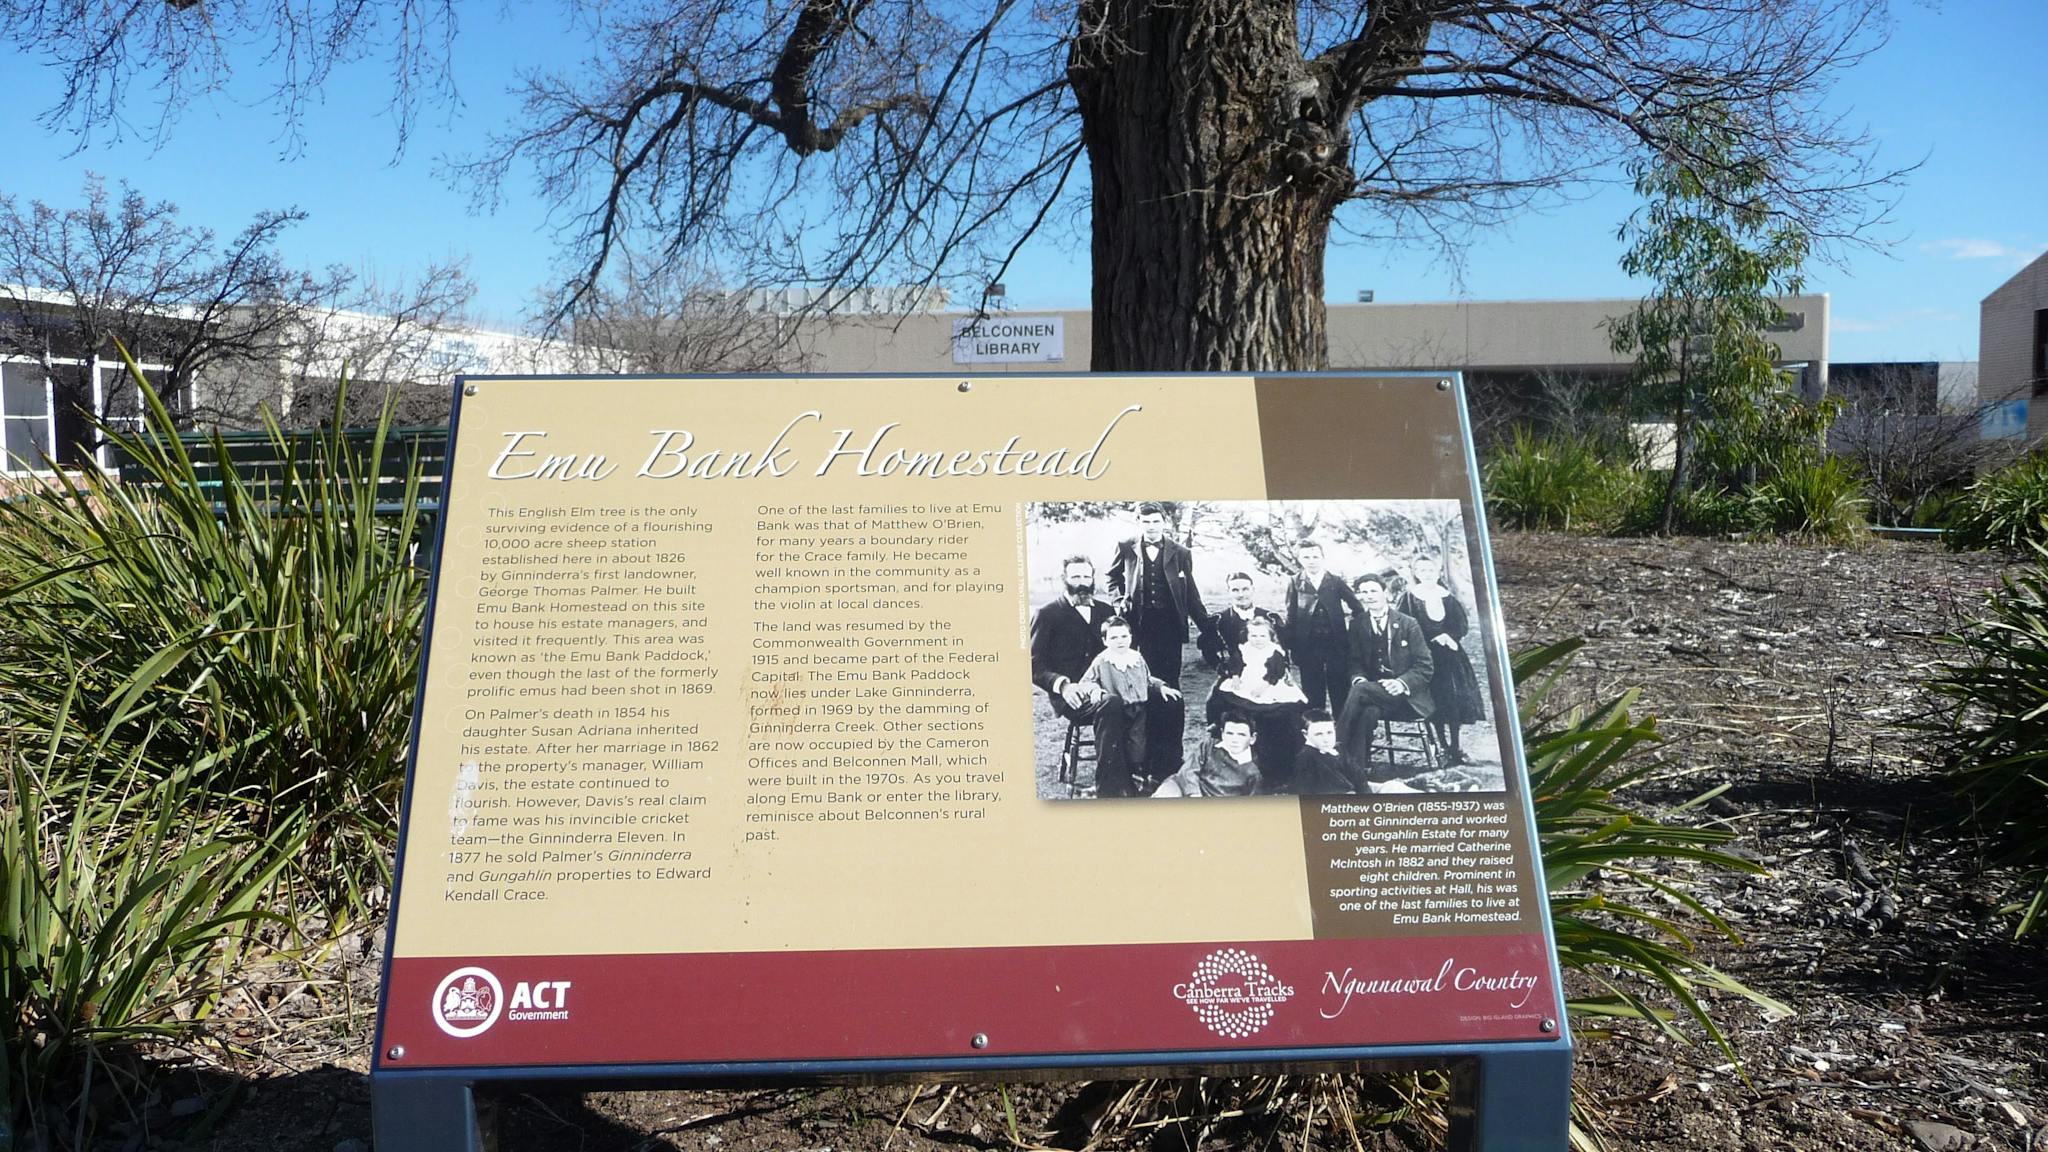 BELCONNEN
LIBRARY
Emu Bank Homestead
This English Elm tree is the only
surviving evidence of a flourishing
10,000 acre sheep station
established here in about 1826
by Ginninderra's first landowner,
George Thomas Palmer. He built
Emu Bank Homestead on this site
to house his estate managers, and
visited it frequently. This area was
known as 'the Emu Bank Paddock,'
even though the last of the formerly
prolific emus had been shot in 1869.
On Palmer's death in 1854 his
daughter Susan Adriana inherited
his estate. After her marriage in 1862
to the property's manager, William
Davis, the estate continued to
flourish. However, Davis's real claim
to fame was his invincible cricket
team—the Ginninderra Eleven. In
1877 he sold Palmer's Ginninderra
and Gungahlin properties to Edward
Kendall Crace.
One of the last families to live at Emu
Bank was that of Matthew O'Brien,
for many years a boundary rider
for the Crace family. He became
well known in the community as a
champion sportsman, and for playing
the violin at local dances.
The land was resumed by the
Commonwealth Government in
1915 and became part of the Federal
Capital. The Emu Bank Paddock
now lies under Lake Ginninderra,
formed in 1969 by the damming of
Ginninderra Creek. Other sections
are now occupied by the Cameron
Offices and Belconnen Mall, which
were built in the 1970s. As you travel
along Emu Bank or enter the library,
reminisce about Belconnen's rural
past.
PHOTO CREDIT: LYALL GILLESPIE COLLECTION
Matthew O'Brien (1855-1937) was
born at Ginninderra and worked
on the Gungahlin Estate for many
years. He married Catherine
McIntosh in 1882 and they raised
eight children. Prominent in
sporting activities at Hall, his was
one of the last families to live at
Emu Bank Homestead.
ACT
Government
Canberra Tracks
SEE HOW FAR WE'VE TRAVELLED
Ngunnawal Country
DESIGN: BIG ISLAND GRAPHICS